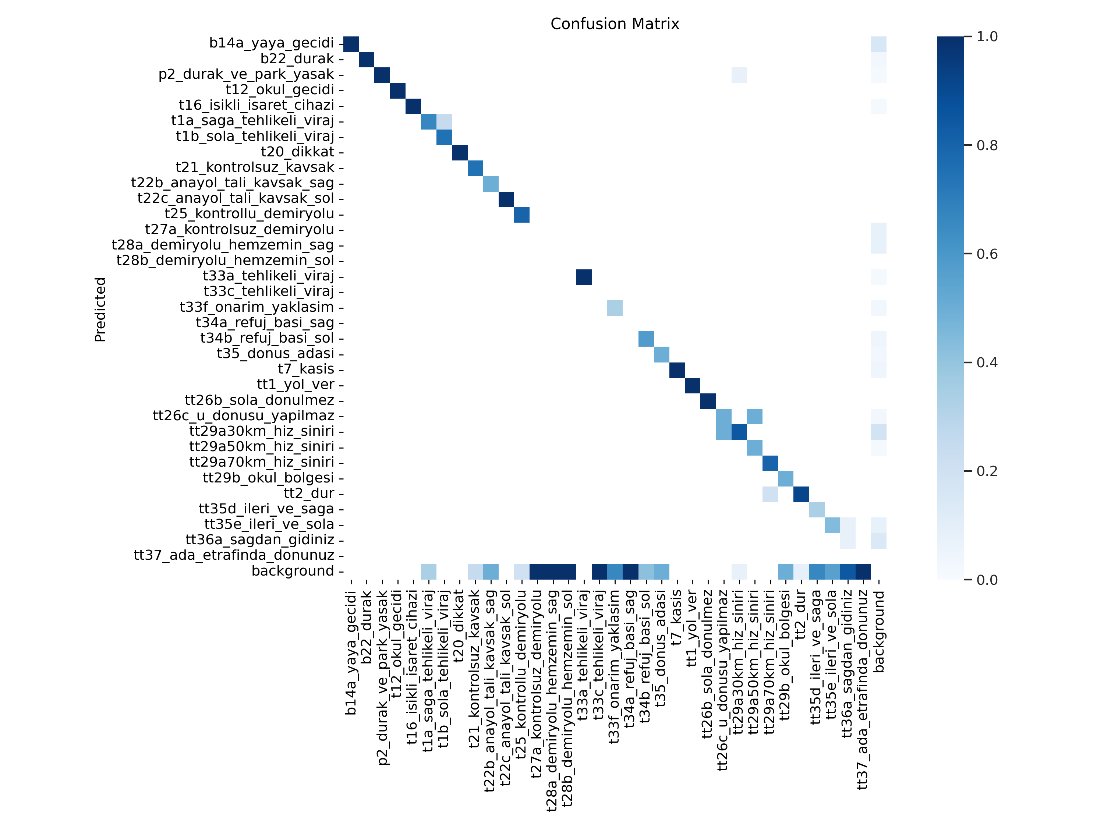 Confusion Matrix
Predicted
b14a_yaya_gecidi
b22_durak
p2_durak_ve_park_yasak
t12_okul_gecidi
t16_isikli_isaret_cihazi
t1a_saga_tehlikeli_viraj
t1b_sola_tehlikeli_viraj
t20_dikkat
t21_kontrolsuz_kavsak
t22b_anayol_tali_kavsak_sag
t22c_anayol_tali_kavsak_sol
t25_kontrollu_demiryolu
t27a_kontrolsuz_demiryolu
t28a_demiryolu_hemzemin_sag
t28b_demiryolu_hemzemin_sol
t33a_tehlikeli_viraj
t33c_tehlikeli_viraj
t33f_onarim_yaklasim
t34a_refuj_basi_sag
t34b_refuj_basi_sol
t35_donus_adasi
t7_kasis
tt1_yol_ver
tt26b_sola_donulmez
tt26c_u_donusu_yapilmaz
tt29a30km_hiz_siniri
tt29a50km_hiz_siniri
tt29a70km_hiz_siniri
tt29b_okul_bolgesi
tt2_dur
tt35d_ileri_ve_saga
tt35e_ileri_ve_sola
tt36a_sagdan_gidiniz
tt37_ada_etrafinda_donunuz
background
b14a_yaya_gecidi
b22_durak
p2_durak_ve_park_yasak
t12_okul_gecidi
t16_isikli_isaret_cihazi
t1a_saga_tehlikeli_viraj
t1b_sola_tehlikeli_viraj
t20_dikkat
t21_kontrolsuz_kavsak
t22b_anayol_tali_kavsak_sag
t22c_anayol_tali_kavsak_sol
t25_kontrollu_demiryolu
t27a_kontrolsuz_demiryolu
t28a_demiryolu_hemzemin_sag
t28b_demiryolu_hemzemin_sol
t33a_tehlikeli_viraj
t33c_tehlikeli_viraj
t33f_onarim_yaklasim
t34a_refuj_basi_sag
t34b_refuj_basi_sol
t35_donus_adasi
t7_kasis
tt1_yol_ver
tt26b_sola_donulmez
tt26c_u_donusu_yapilmaz
tt29a30km_hiz_siniri
tt29a50km_hiz_siniri
tt29a70km_hiz_siniri
tt29b_okul_bolgesi
tt2_dur
tt35d_ileri_ve_saga
tt35e_ileri_ve_sola
tt36a_sagdan_gidiniz
tt37_ada_etrafinda_donunuz
background
1.0
0.8
0.6
0.4
0.2
0.0